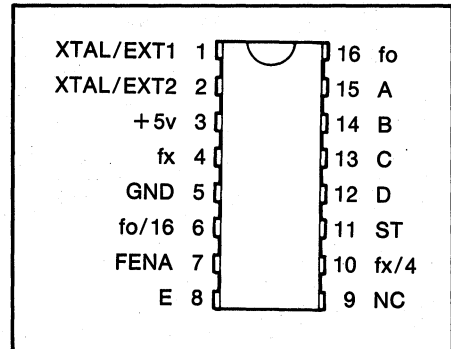 XTAL/EXT1 1 16 fo
XTAL/EXT2 2 15 A
+5v 3 14 B
fx 4 13 C
GND 5 12 D
fo/16 6 11 ST
FENA 7 10 fx/4
E 8 9 NC